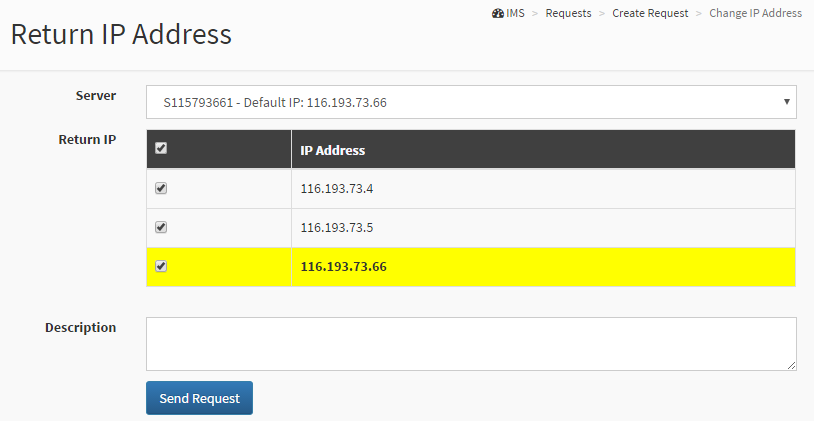 IMS > Requests > Create Request > Change IP Address
Return IP Address
Server
S115793661 - Default IP: 116.193.73.66
Return IP
IP Address
116.193.73.4
116.193.73.5
116.193.73.66
Description
Send Request